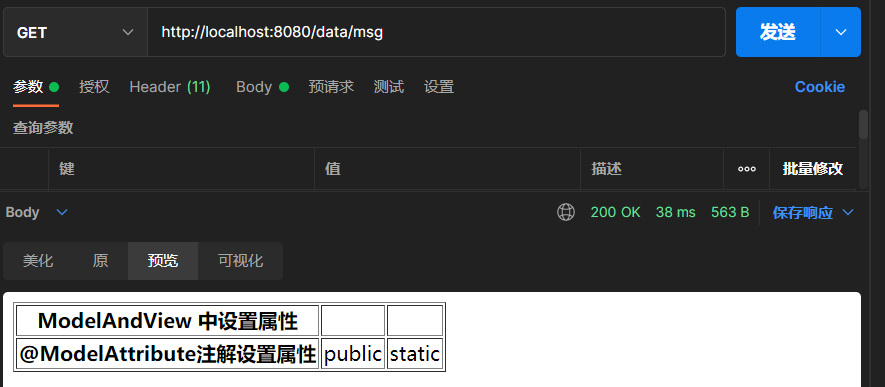 GET http://localhost:8080/data/msg 发送
参数 授权 Header (11) Body 预请求 测试 设置 Cookie
查询参数
键 值 描述 ooo 批量修改
Body 200 OK 38 ms 563 B 保存响应
美化 原 预览 可视化
ModelAndView 中设置属性
@ModelAttribute注解设置属性 public static